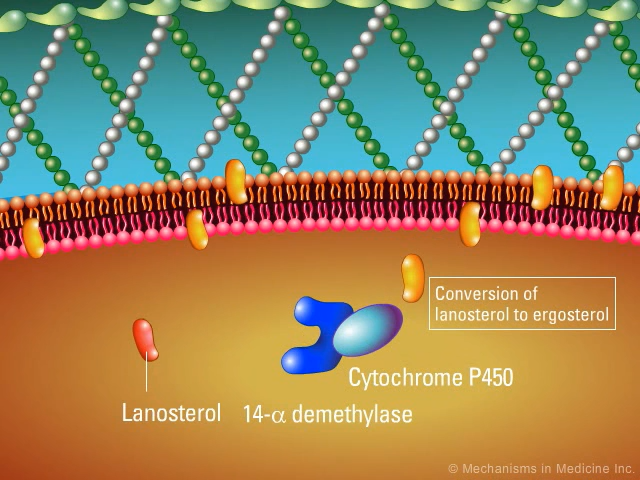 Conversion of
lanosterol to ergosterol
Cytochrome P450
Lanosterol
14-α demethylase
© Mechanisms in Medicine Inc.